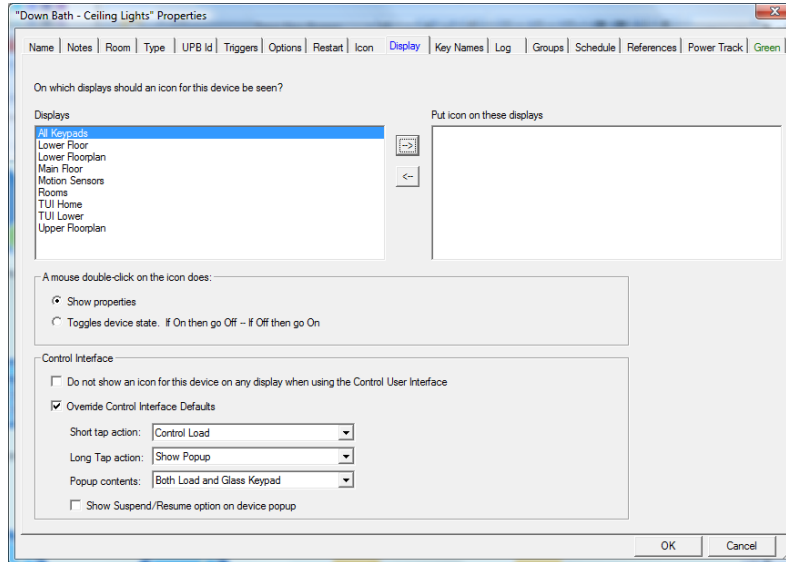 "Down Bath - Ceiling Lights" Properties
Name Notes Room Type UPB Id Triggers Options Restart Icon Display Key Names Log Groups Schedule References Power Track Green
On which displays should an icon for this device be seen?
Displays Put icon on these displays
All Keypads
-->
Lower Floor
Lower Floorplan
Main Floor
Motion Sensors
<--
Rooms
TUI Home
TUI Lower
Upper Floorplan
A mouse double-click on the icon does:
Show properties
Toggles device state. If On then go Off -- If Off then go On
Control Interface
Do not show an icon for this device on any display when using the Control User Interface
Override Control Interface Defaults
Short tap action: Control Load
Long Tap action: Show Popup
Popup contents: Both Load and Glass Keypad
Show Suspend/Resume option on device popup
OK Cancel